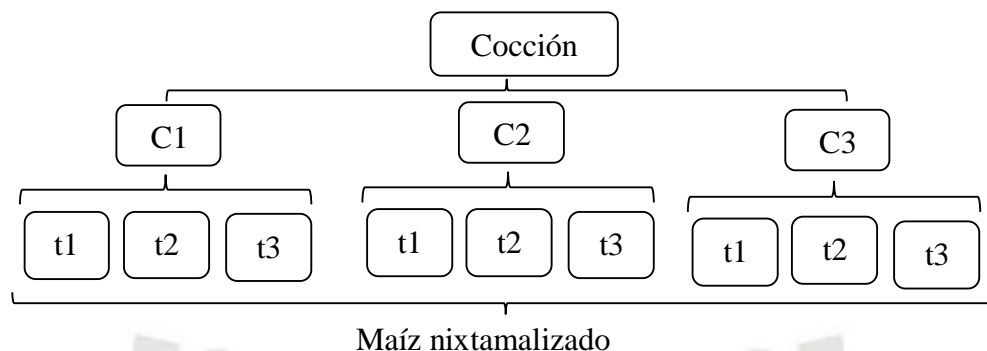 Cocción
C1 C2 C3
t1 t2 t3 t1 t2 t3 t1 t2 t3
Maíz nixtamalizado